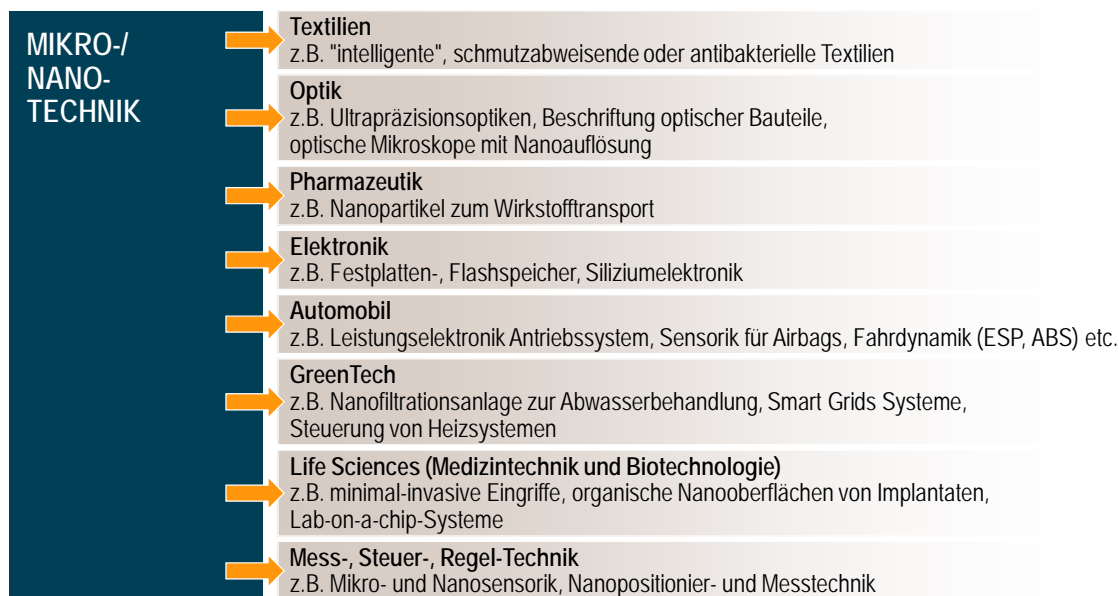 MIKRO-/
NANO-
TECHNIK
Textilien
z.B. "intelligente", schmutzabweisende oder antibakterielle Textilien
Optik
z.B. Ultrapräzisionsoptiken, Beschriftung optischer Bauteile,
optische Mikroskope mit Nanoauflösung
Pharmazeutik
z.B. Nanopartikel zum Wirkstofftransport
Elektronik
z.B. Festplatten-, Flashspeicher, Siliziumelektronik
Automobil
z.B. Leistungselektronik Antriebssystem, Sensorik für Airbags, Fahrdynamik (ESP, ABS) etc.
GreenTech
z.B. Nanofiltrationsanlage zur Abwasserbehandlung, Smart Grids Systeme,
Steuerung von Heizsystemen
Life Sciences (Medizintechnik und Biotechnologie)
z.B. minimal-invasive Eingriffe, organische Nanooberflächen von Implantaten,
Lab-on-a-chip-Systeme
Mess-, Steuer-, Regel-Technik
z.B. Mikro- und Nanosensorik, Nanopositionier- und Messtechnik